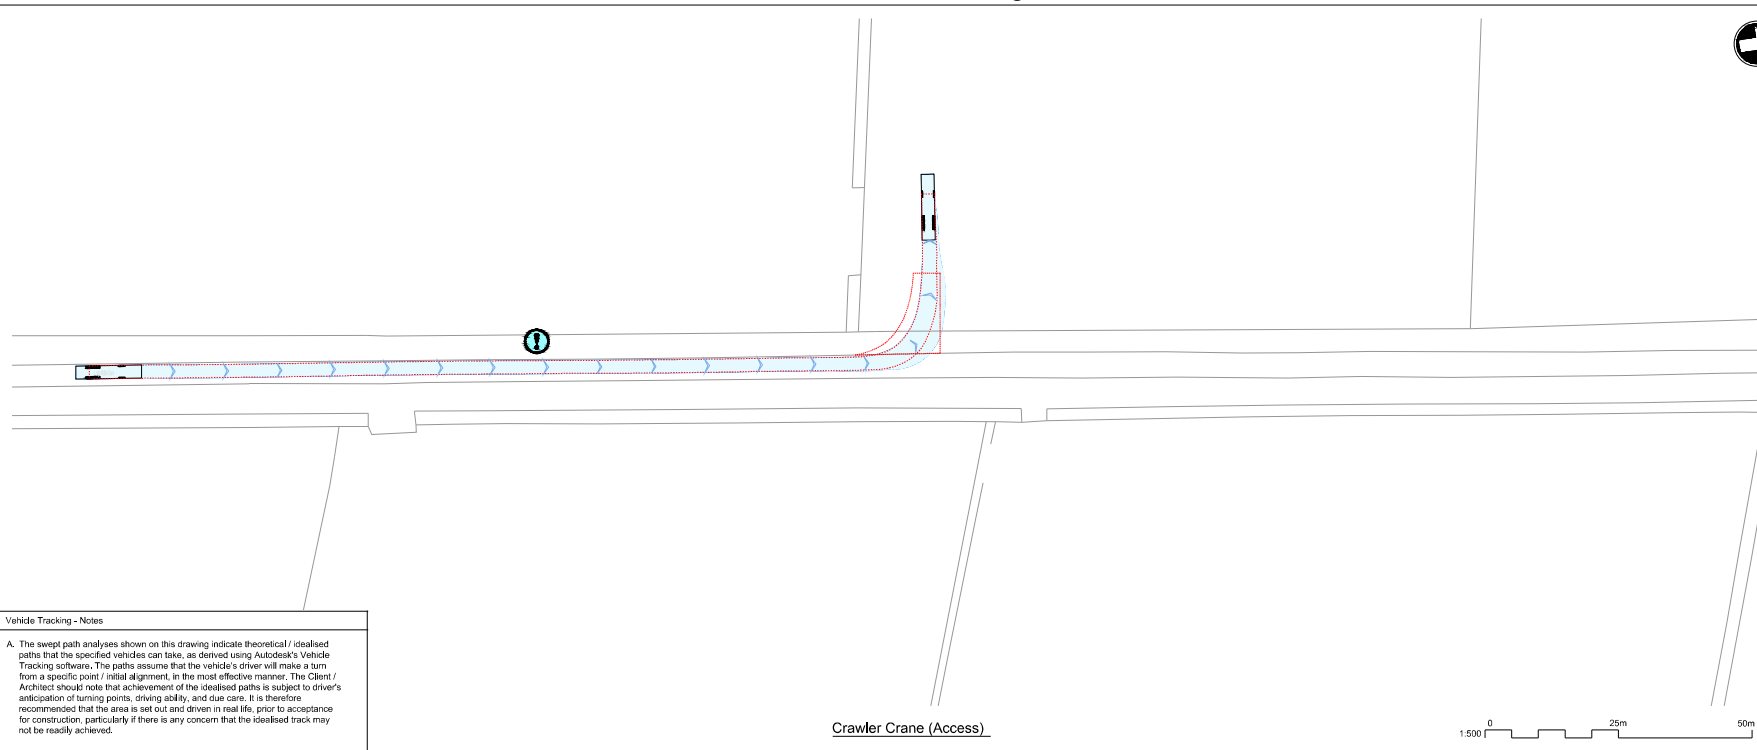 Vehicle Tracking - Notes
A. The swept path analyses shown on this drawing indicate theoretical / idealised
paths that the specified vehicles can take, as derived using Autodesk's Vehicle
Tracking software. The paths assume that the vehicle's driver will make a turn
from a specific point / initial alignment, in the most effective manner. The Client /
Architect should note that achievement of the idealised paths is subject to driver's
anticipation of turning points, driving ability, and due care. It is therefore
recommended that the area is set out and driven in real life, prior to acceptance
for construction, particularly if there is any concern that the idealised track may
not be readily achieved.
Crawler Crane (Access)
0 25m 50m
1:500